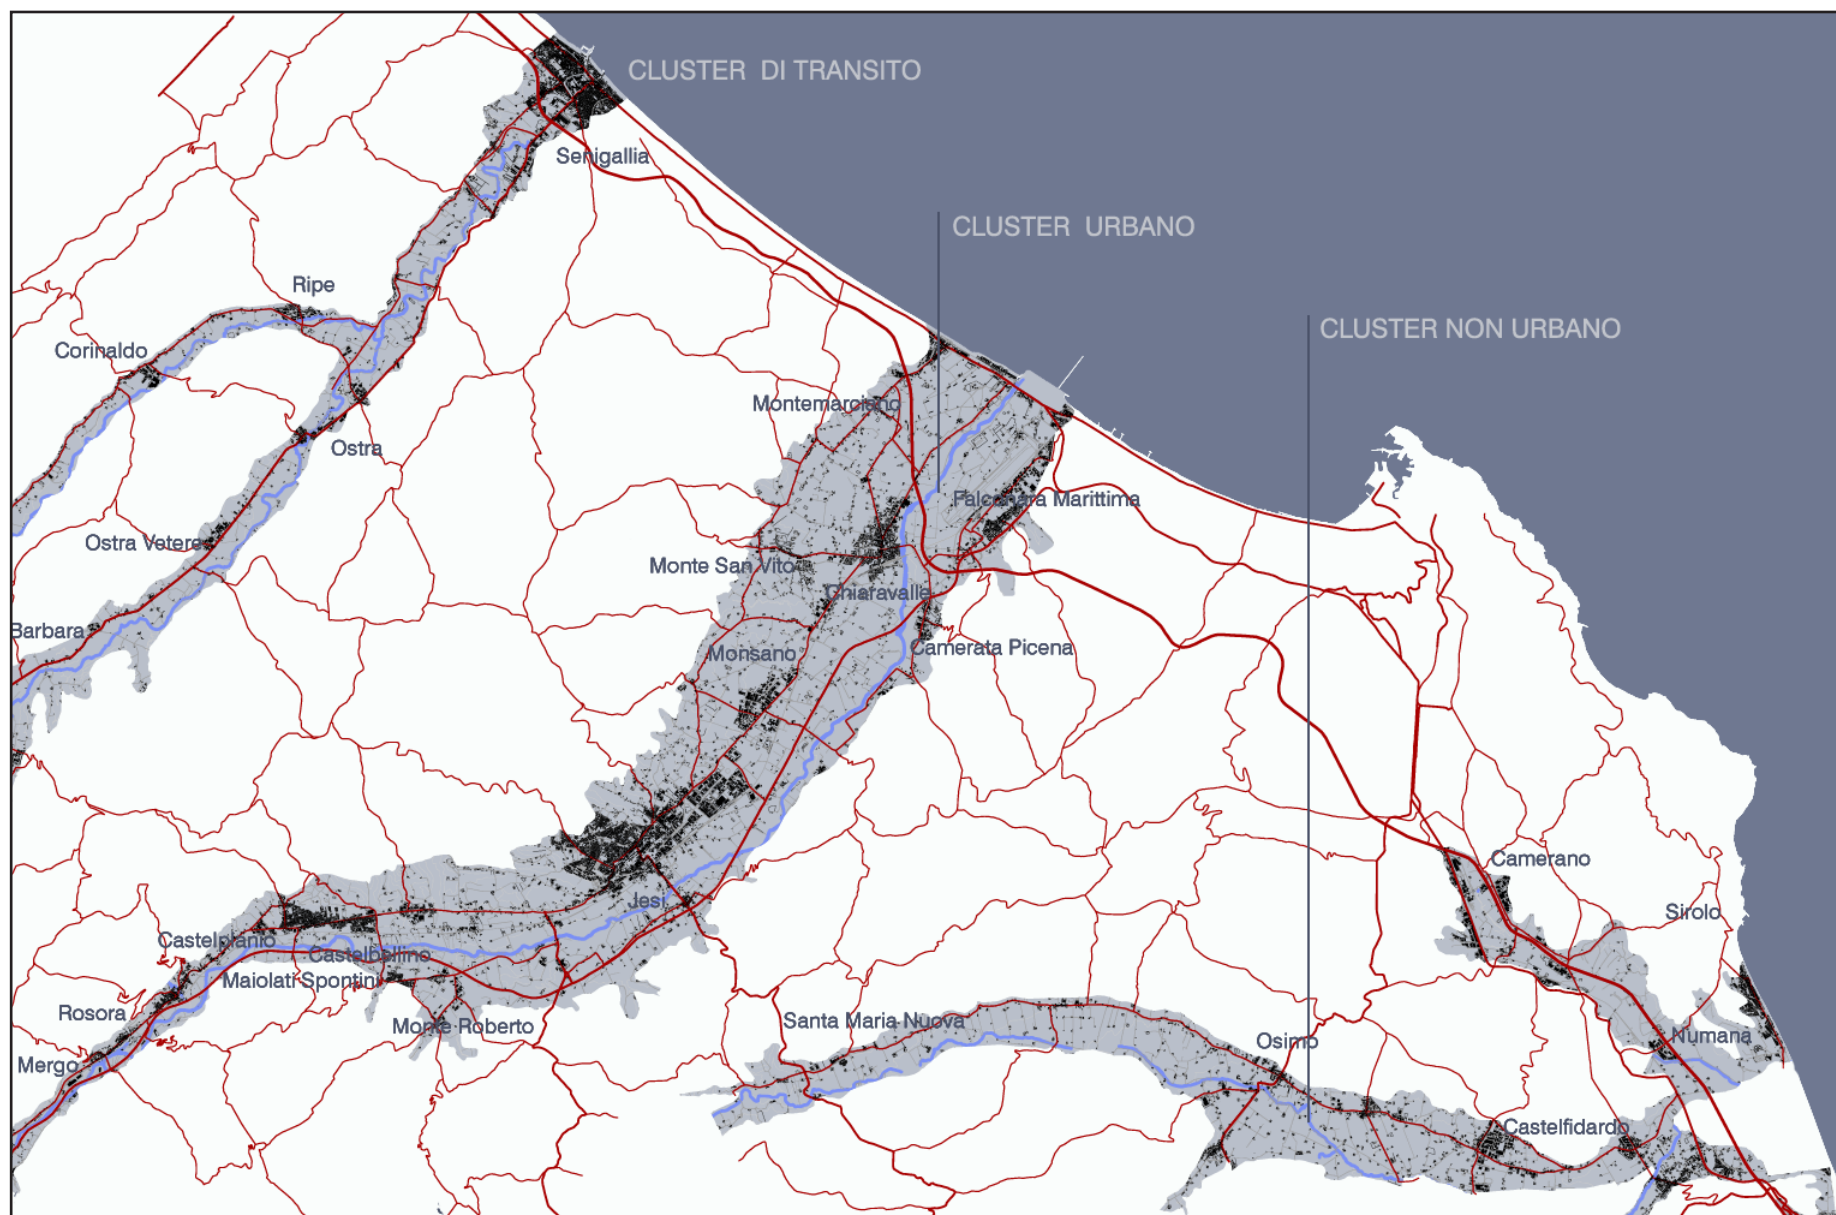 CLUSTER DI TRANSITO
Senigallia
CLUSTER URBANO
Ripe
CLUSTER NON URBANO
Corinaldo
Montemarciano
Ostra
Falconara Marittima
Ostra Vetere
Monte San Vito
Chiaravalle
Barbara
Camerata Picena
Monsano
Camerano
Jesi
Sirolo
Castelplanio
Castelbellino
Maiolati Spontini
Rosora
Santa Maria Nuova
Monte Roberto
Numana
Osimo
Mergo
Castelfidardo